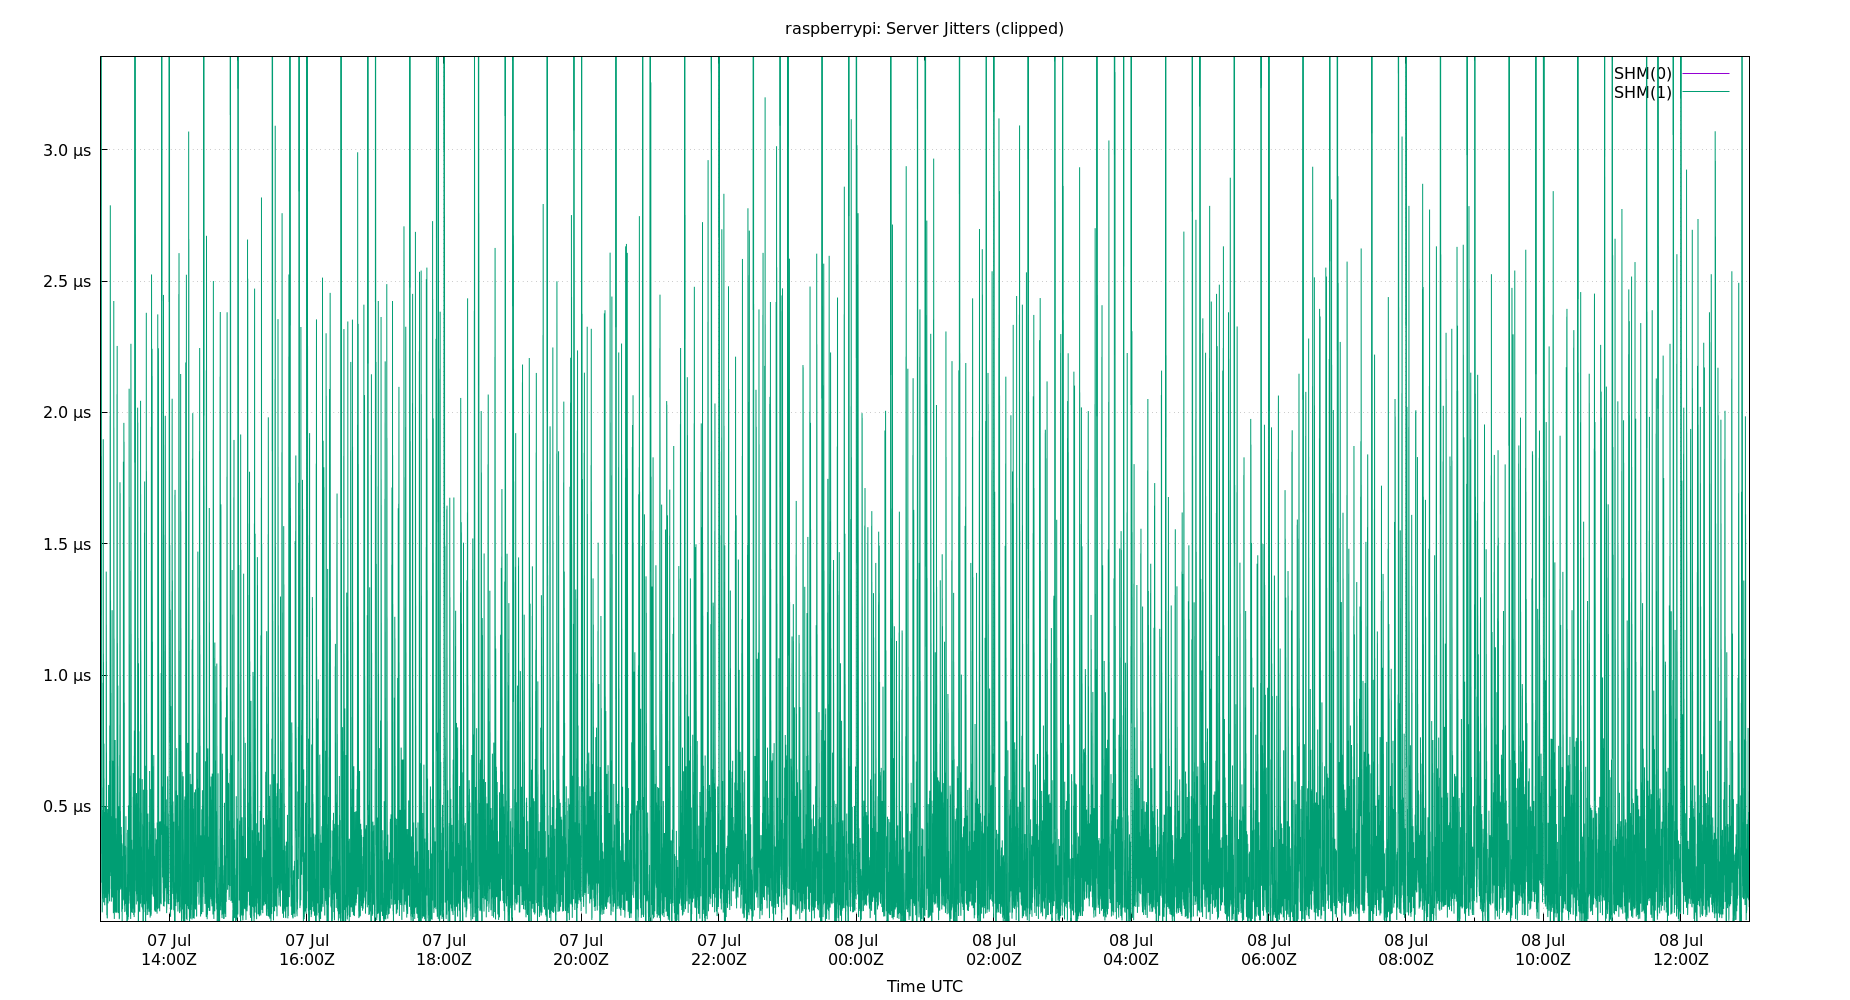 raspberrypi: Server Jitters (clipped)
SHM(0)
SHM(1)
3.0 µs
2.5 µs
2.0 µs
1.5 µs
1.0 µs
0.5 µs
07 Jul 07 Jul 07 Jul 07 Jul 07 Jul 08 Jul 08 Jul 08 Jul 08 Jul 08 Jul 08 Jul 08 Jul
14:00Z 16:00Z 18:00Z 20:00Z 22:00Z 00:00Z 02:00Z 04:00Z 06:00Z 08:00Z 10:00Z 12:00Z
Time UTC